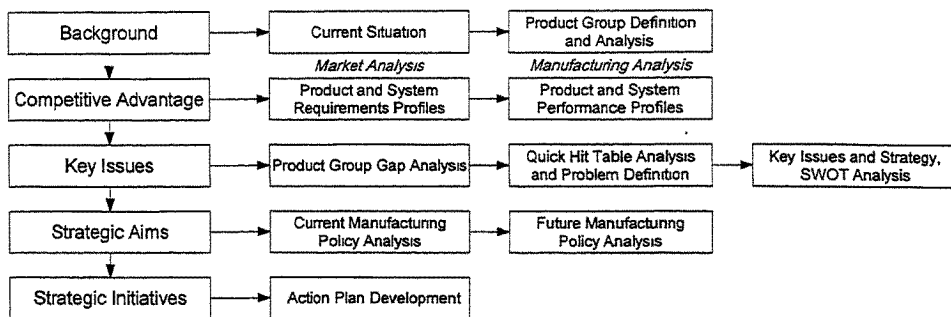 Background
Current Situation
Product Group Definition
and Analysis
Market Analysis
Manufacturing Analysis
Competitive Advantage
Product and System
Requirements Profiles
Product and System
Performance Profiles
Key Issues
Product Group Gap Analysis
Quick Hit Table Analysis
and Problem Definition
Key Issues and Strategy,
SWOT Analysis
Strategic Aims
Current Manufacturing
Policy Analysis
Future Manufacturing
Policy Analysis
Strategic Initiatives
Action Plan Development